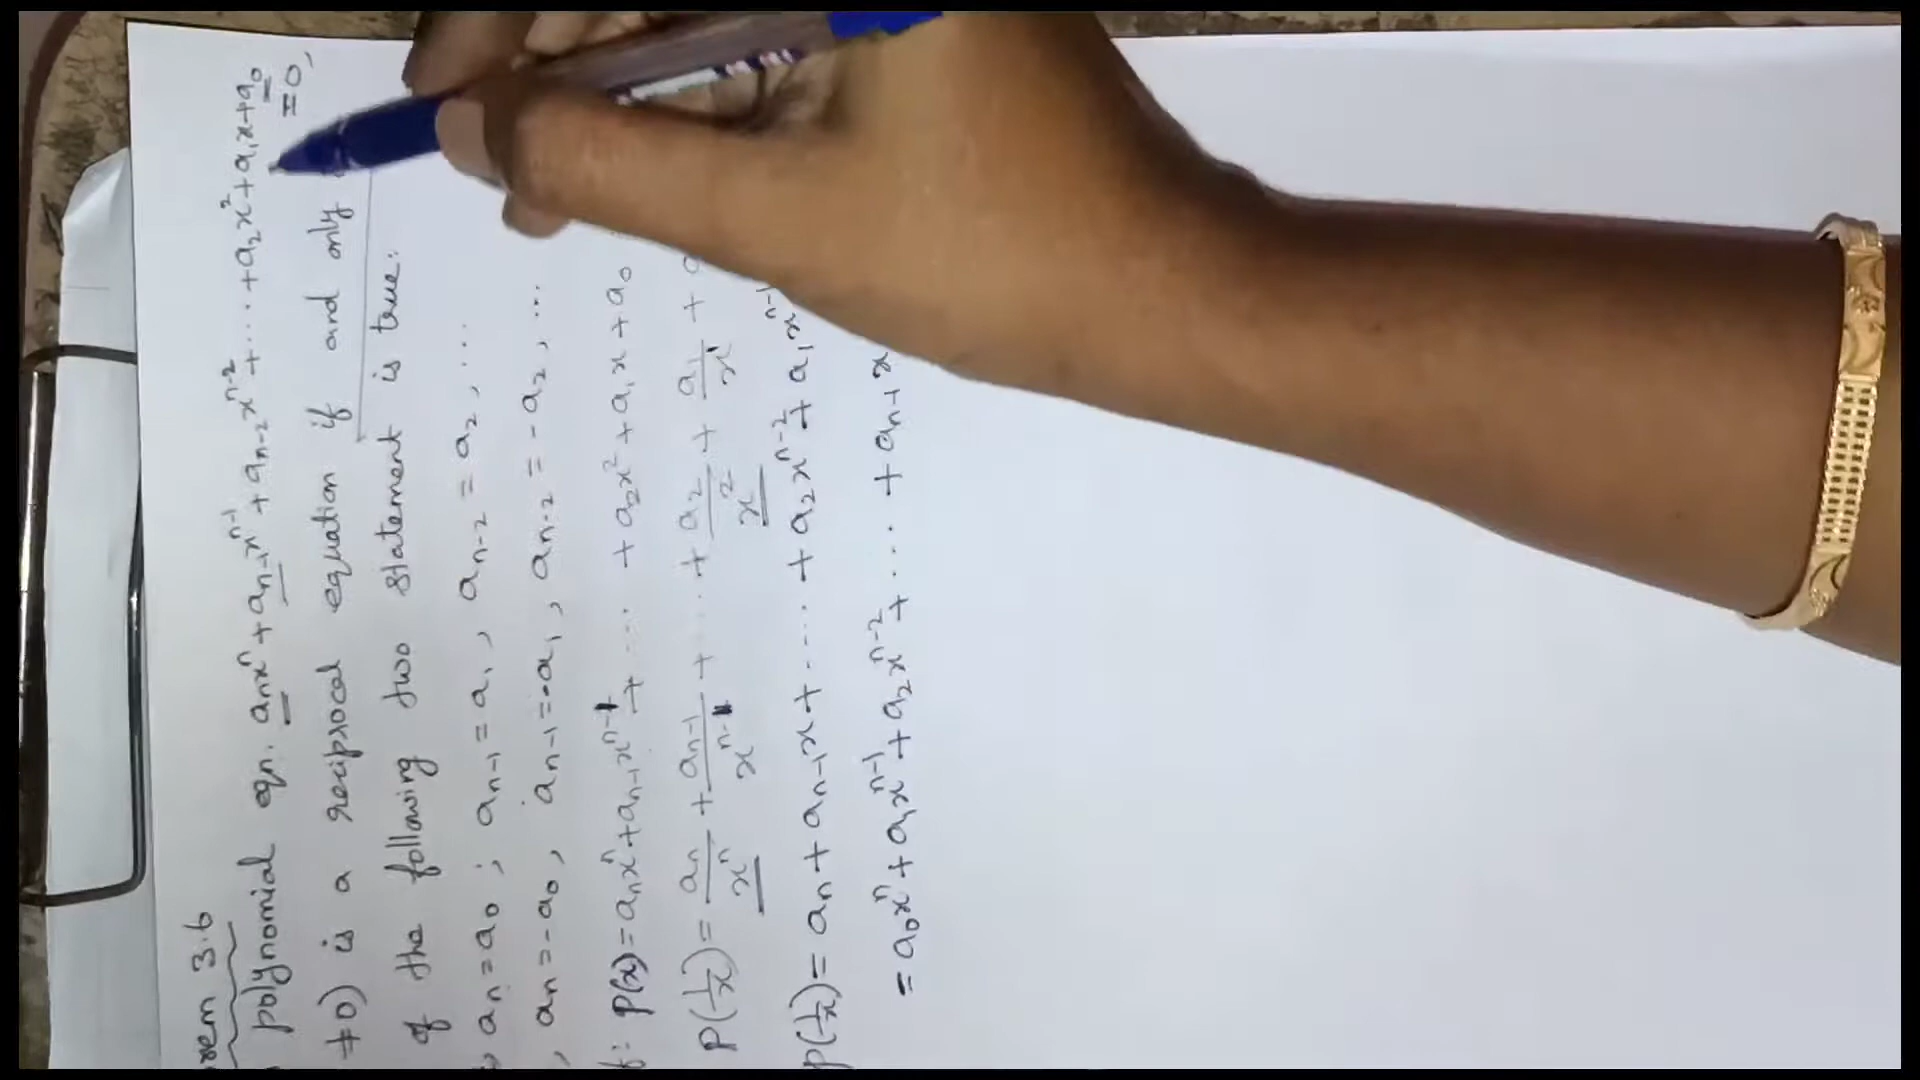 rem 3.6
polynomial eqn. aₙxⁿ + aₙ₋₁xⁿ⁻¹ + aₙ₋₂xⁿ⁻² + ... + a₂x² + a₁x + a₀ = 0,
≠ 0) is a reciprocal equation if and only
of the following two statement is true.
aₙ = a₀ ; aₙ₋₁ = a₁ , aₙ₋₂ = a₂ , ...
, aₙ = -a₀ , aₙ₋₁ = -a₁ , aₙ₋₂ = -a₂ , ...
f: P(x) = aₙxⁿ + aₙ₋₁xⁿ⁻¹ + .... + a₂x² + a₁x + a₀
P(1/x) = aₙ/xⁿ + aₙ₋₁/xⁿ⁻¹ + ... + a₂/x² + a₁/x + a
P(1/x) = aₙ + aₙ₋₁x + .... + a₂xⁿ⁻² + a₁xⁿ⁻¹
= a₀xⁿ + a₁xⁿ⁻¹ + a₂xⁿ⁻² + ... + aₙ₋₁x